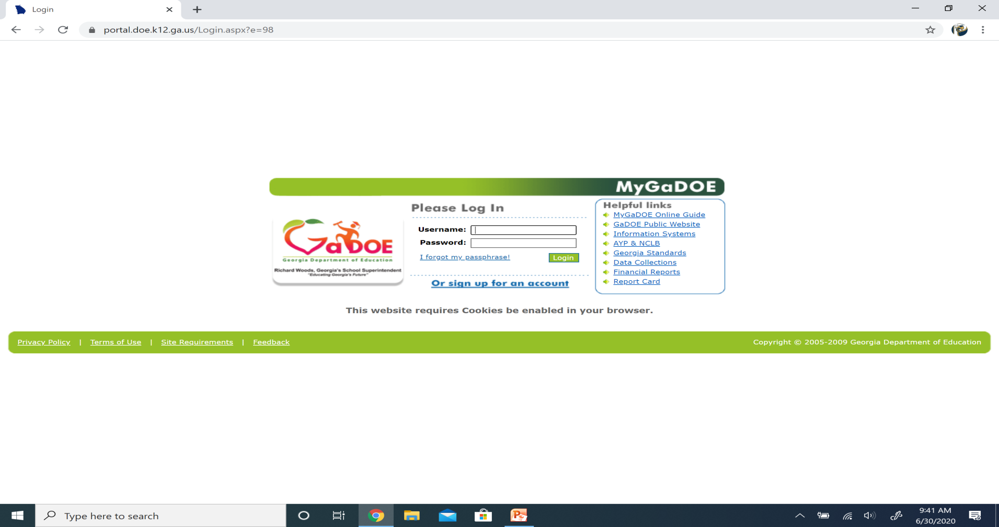 Login
portal.doe.k12.ga.us/Login.aspx?e=98
MyGaDOE
Please Log In
Username:
Password:
I forgot my passphrase!
Login
Or sign up for an account
GaDOE
Georgia Department of Education
Richard Woods, Georgia's School Superintendent
"Educating Georgia's Future"
Helpful links
MyGaDOE Online Guide
GaDOE Public Website
Information Systems
AYP & NCLB
Georgia Standards
Data Collections
Financial Reports
Report Card
This website requires Cookies be enabled in your browser.
Privacy Policy | Terms of Use | Site Requirements | Feedback
Copyright © 2005-2009 Georgia Department of Education
Type here to search
9:41 AM
6/30/2020